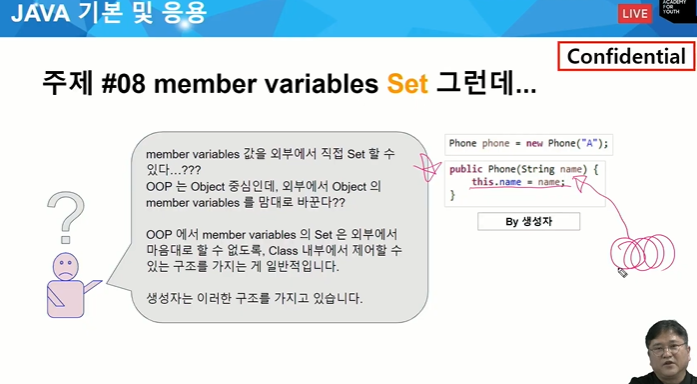 JAVA 기본 및 응용
LIVE
ACADEMY
FOR
YOUTH
Confidential
주제 #08 member variables Set 그런데...
member variables 값을 외부에서 직접 Set 할 수
있다...???
OOP 는 Object 중심인데, 외부에서 Object 의
member variables 를 맘대로 바꾼다??
OOP 에서 member variables 의 Set 은 외부에서
마음대로 할 수 없도록, Class 내부에서 제어할 수
있는 구조를 가지는 게 일반적입니다.
생성자는 이러한 구조를 가지고 있습니다.
?
Phone phone = new Phone("A");
public Phone(String name) {
this.name = name;
}
By 생성자